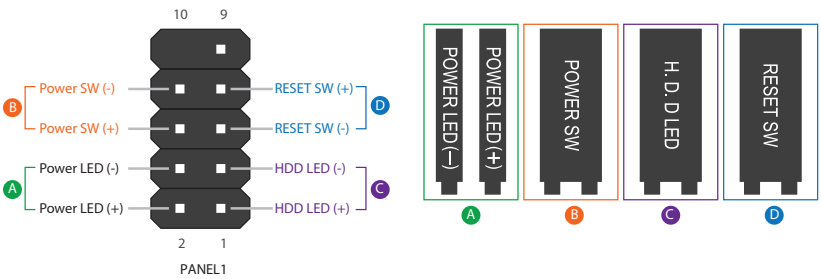 10 9
Power SW (-) RESET SW (+)
B D
Power SW (+) RESET SW (-)
Power LED (-) HDD LED (-)
A C
Power LED (+) HDD LED (+)
2 1
PANEL1
POWER LED(-)
POWER LED(+)
POWER SW
H. D. D LED
RESET SW
A B C D